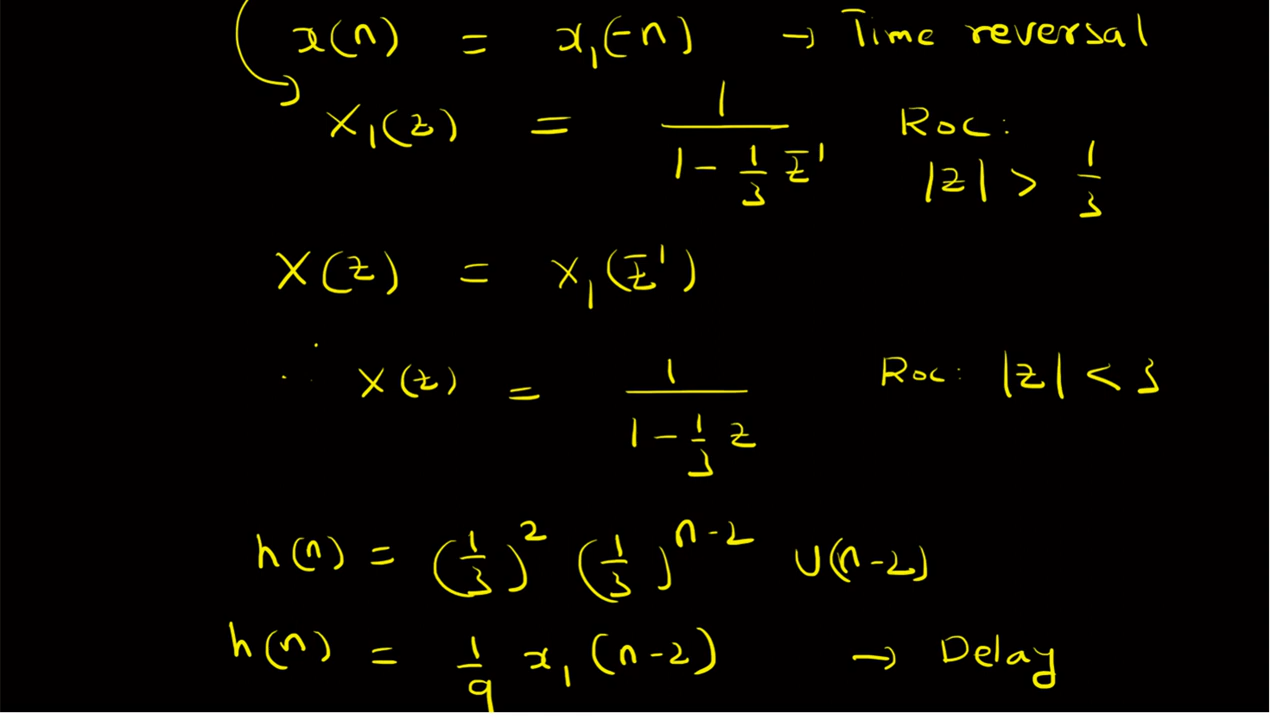 x(n) = x₁(-n) → Time reversal
X₁(z) = 1 / (1 - 1/3 z⁻¹) ROC: |z| > 1/3
X(z) = X₁(z⁻¹)
∴ X(z) = 1 / (1 - 1/3 z) ROC: |z| < 3
h(n) = (1/3)² (1/3)ⁿ⁻² U(n-2)
h(n) = 1/9 x₁(n-2) → Delay